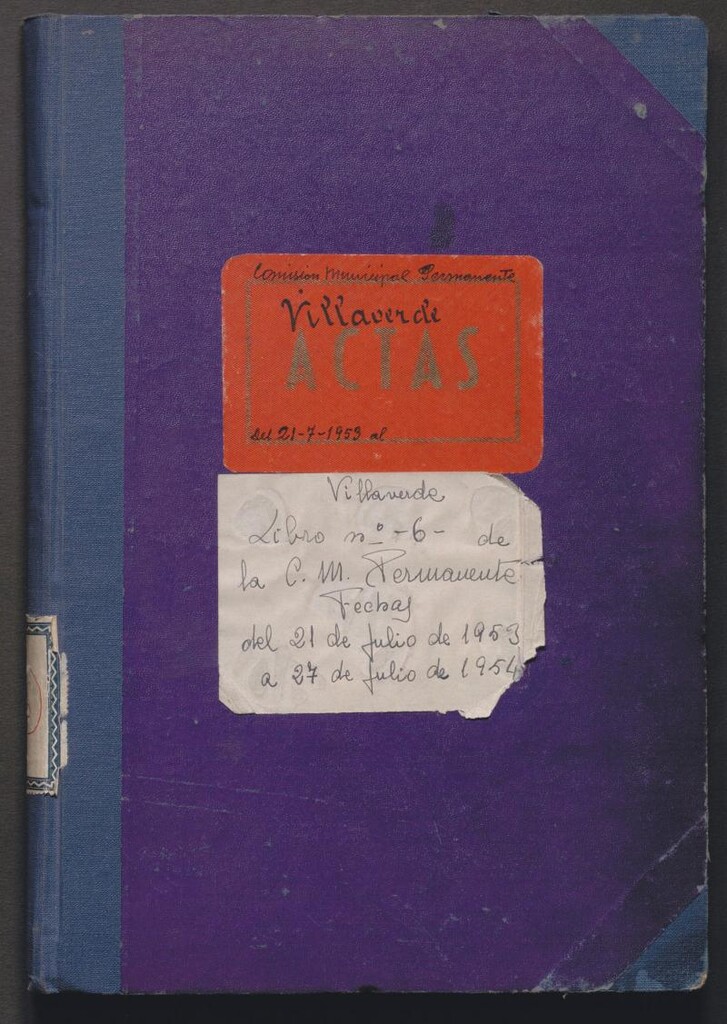 Comisión Municipal Permanente
Villaverde
ACTAS
del 21-7-1953 al
Villaverde
Libro nº -6- de
la C. M. Permanente
Fechas
del 21 de julio de 1953
a 27 de julio de 1954